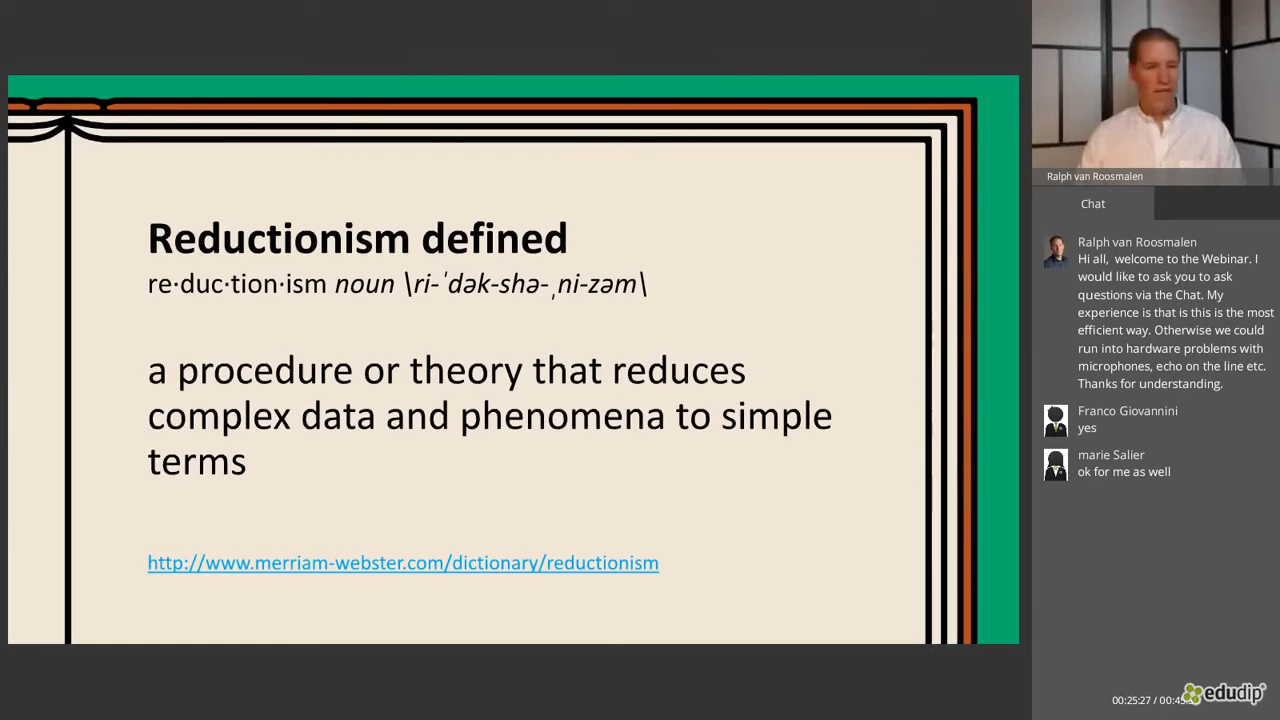 Reductionism defined
re·duc·tion·ism noun \ri-ˈdək-shə-ˌni-zəm\
a procedure or theory that reduces
complex data and phenomena to simple
terms
http://www.merriam-webster.com/dictionary/reductionism
Ralph van Roosmalen
Chat
Ralph van Roosmalen
Hi all, welcome to the Webinar. I
would like to ask you to ask
questions via the Chat. My
experience is that is this is the most
efficient way. Otherwise we could
run into hardware problems with
microphones, echo on the line etc.
Thanks for understanding.
Franco Giovannini
yes
marie Salier
ok for me as well
00:25:27 /
edudip